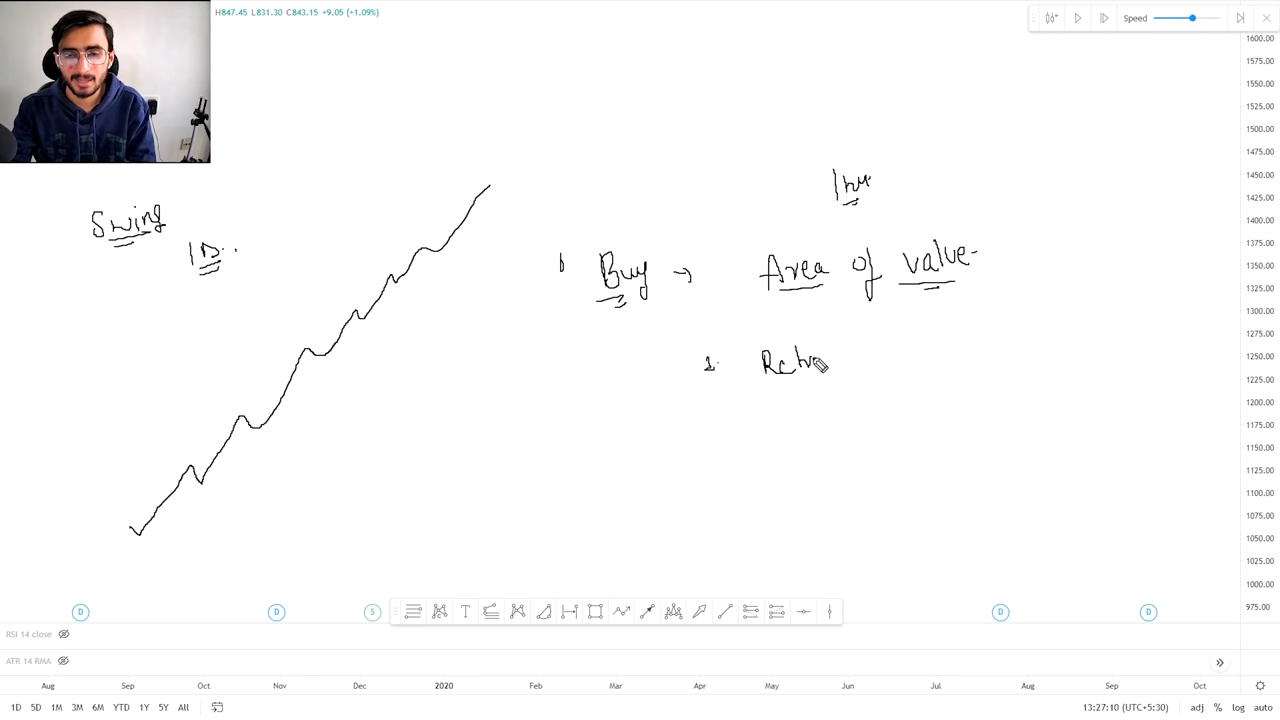 H847.45 L831.30 C843.15 +9.05 (+1.09%)
Speed
1600.00
1575.00
1550.00
1525.00
1500.00
1475.00
1450.00
1425.00
1400.00
1375.00
1350.00
1325.00
1300.00
1275.00
1250.00
1225.00
1200.00
1175.00
1150.00
1125.00
1100.00
1075.00
1050.00
1025.00
1000.00
975.00
Swing
1D.
1hr.
1 Buy → Area of value.
1. Retra
D D S D D
RSI 14 close
ATR 14 RMA
Aug Sep Oct Nov Dec 2020 Feb Mar Apr May Jun Jul Aug Sep Oct
1D 5D 1M 3M 6M YTD 1Y 5Y All 13:27:10 (UTC+5:30) adj % log auto